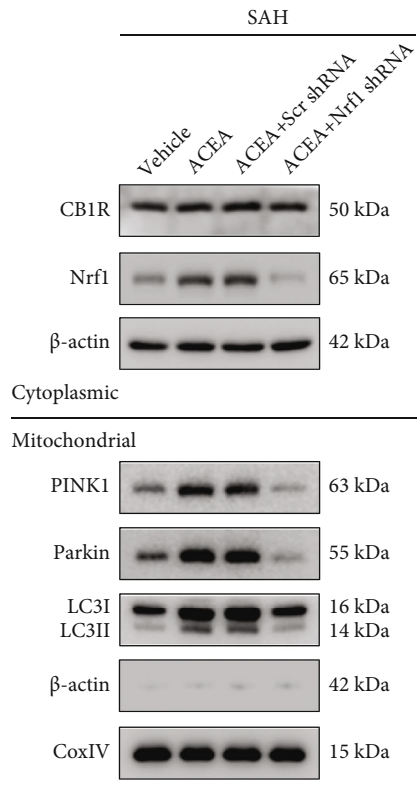 SAH
Vehicle
ACEA
ACEA+Scr shRNA
ACEA+Nrf1 shRNA
CB1R 50 kDa
Nrf1 65 kDa
β-actin 42 kDa
Cytoplasmic
Mitochondrial
PINK1 63 kDa
Parkin 55 kDa
LC3I 16 kDa
LC3II 14 kDa
β-actin 42 kDa
CoxIV 15 kDa